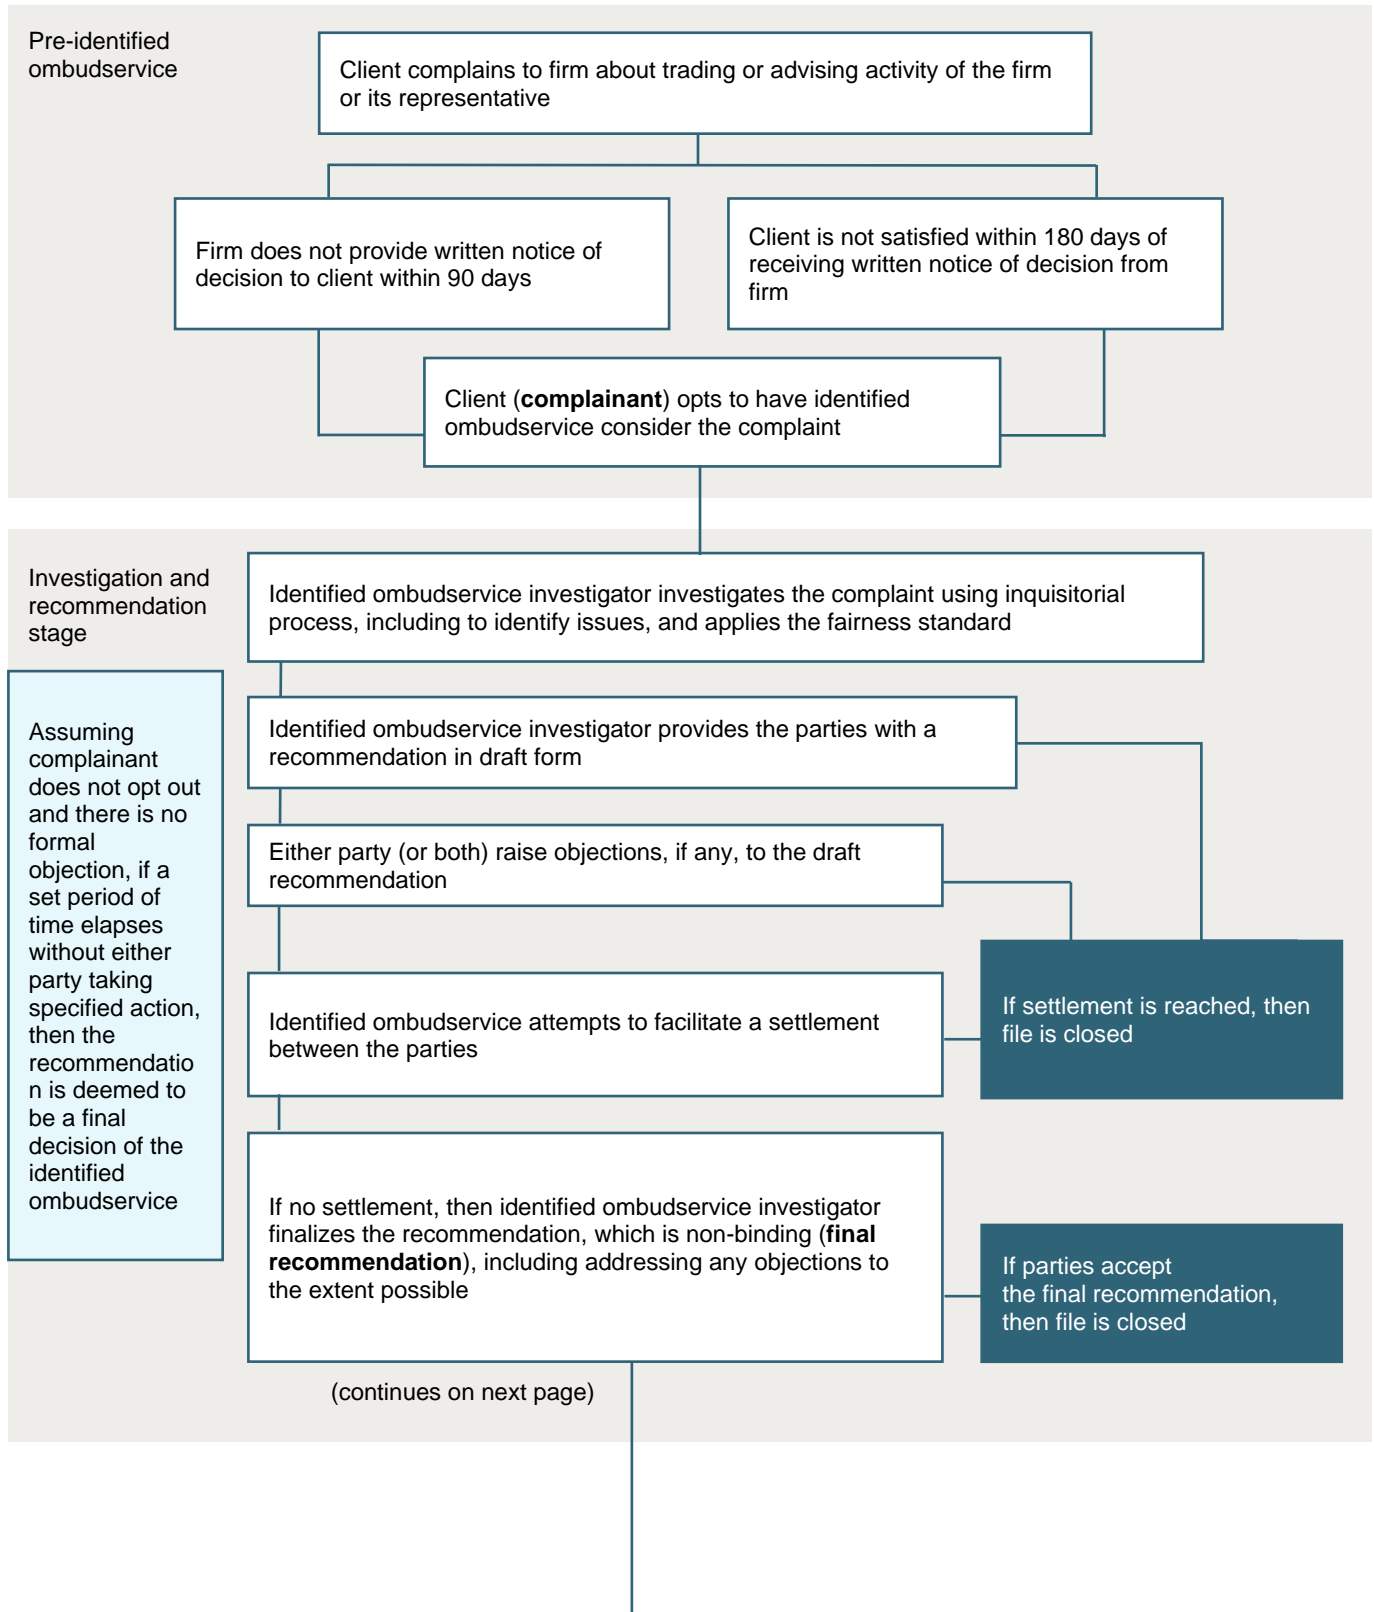 Pre-identified
ombudservice
Client complains to firm about trading or advising activity of the firm
or its representative
Firm does not provide written notice of
decision to client within 90 days
Client is not satisfied within 180 days of
receiving written notice of decision from
firm
Client (complainant) opts to have identified
ombudservice consider the complaint
Investigation and
recommendation
stage
Identified ombudservice investigator investigates the complaint using inquisitorial
process, including to identify issues, and applies the fairness standard
Assuming
complainant
does not opt out
and there is no
formal
objection, if a
set period of
time elapses
without either
party taking
specified action,
then the
recommendatio
n is deemed to
be a final
decision of the
identified
ombudservice
Identified ombudservice investigator provides the parties with a
recommendation in draft form
Either party (or both) raise objections, if any, to the draft
recommendation
Identified ombudservice attempts to facilitate a settlement
between the parties
If settlement is reached, then
file is closed
If no settlement, then identified ombudservice investigator
finalizes the recommendation, which is non-binding (final
recommendation), including addressing any objections to
the extent possible
If parties accept
the final recommendation,
then file is closed
(continues on next page)